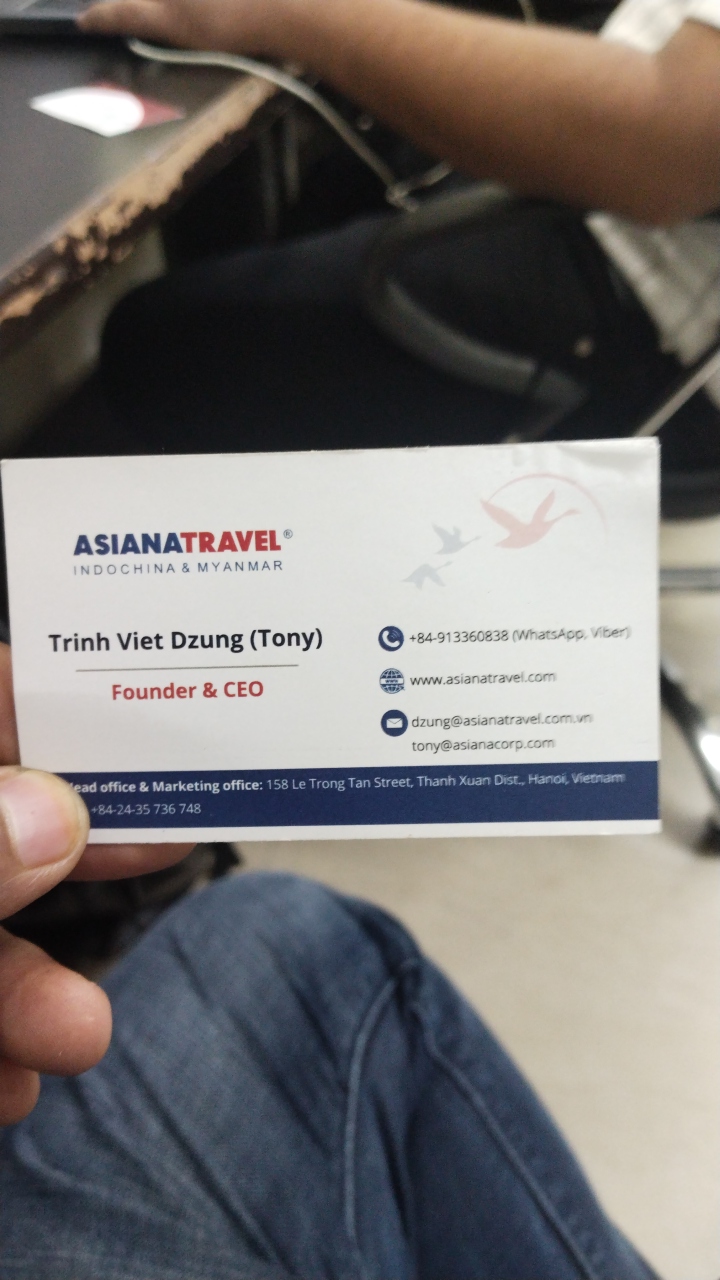 ASIANATRAVEL®
INDOCHINA & MYANMAR
Trinh Viet Dzung (Tony)
Founder & CEO
+84-913360838 (WhatsApp, Viber)
www.asianatravel.com
dzung@asianatravel.com.vn
tony@asianacorp.com
ead office & Marketing office: 158 Le Trong Tan Street, Thanh Xuan Dist., Hanoi, Vietnam
+84-24-35 736 748